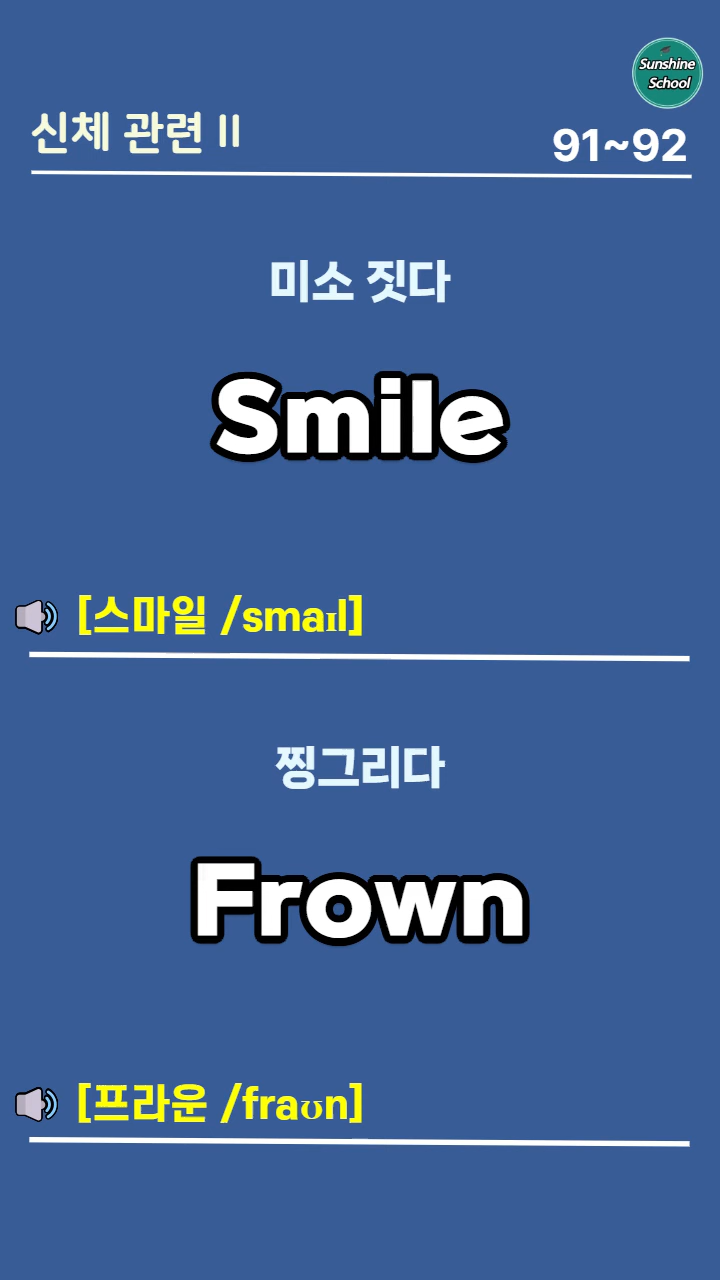 Sunshine
School
신체 관련 II
91~92
미소 짓다
Smile
[스마일 /smaɪl]
찡그리다
Frown
[프라운 /fraʊn]